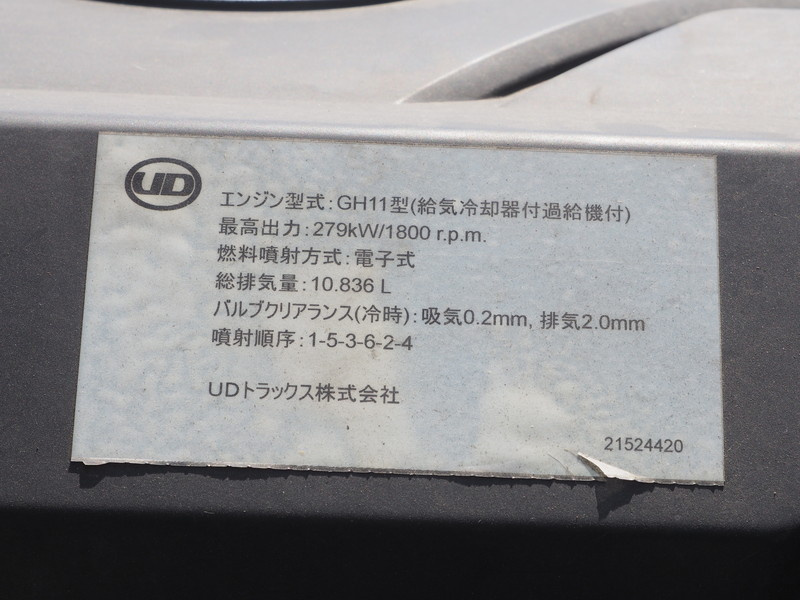 UD
エンジン型式:GH11型(給気冷却器付過給機付)
最高出力:279kW/1800 r.p.m.
燃料噴射方式:電子式
総排気量:10.836 L
バルブクリアランス(冷時):吸気0.2mm, 排気2.0mm
噴射順序:1-5-3-6-2-4
UDトラックス株式会社
21524420